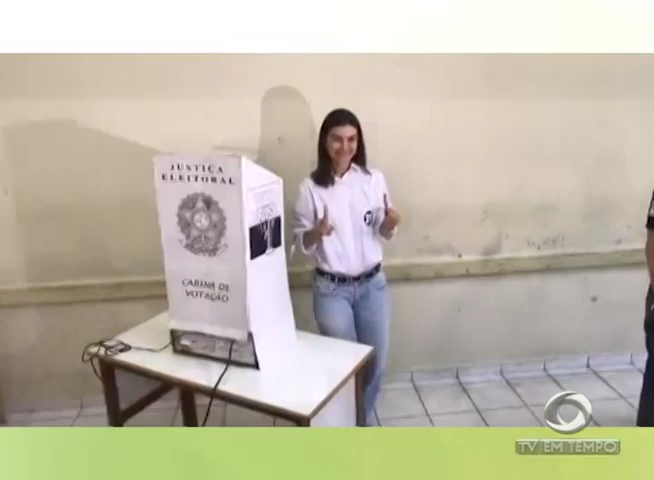 JUSTIÇA
ELEITORAL
CABINA DE
VOTAÇÃO
TV EM TEMPO